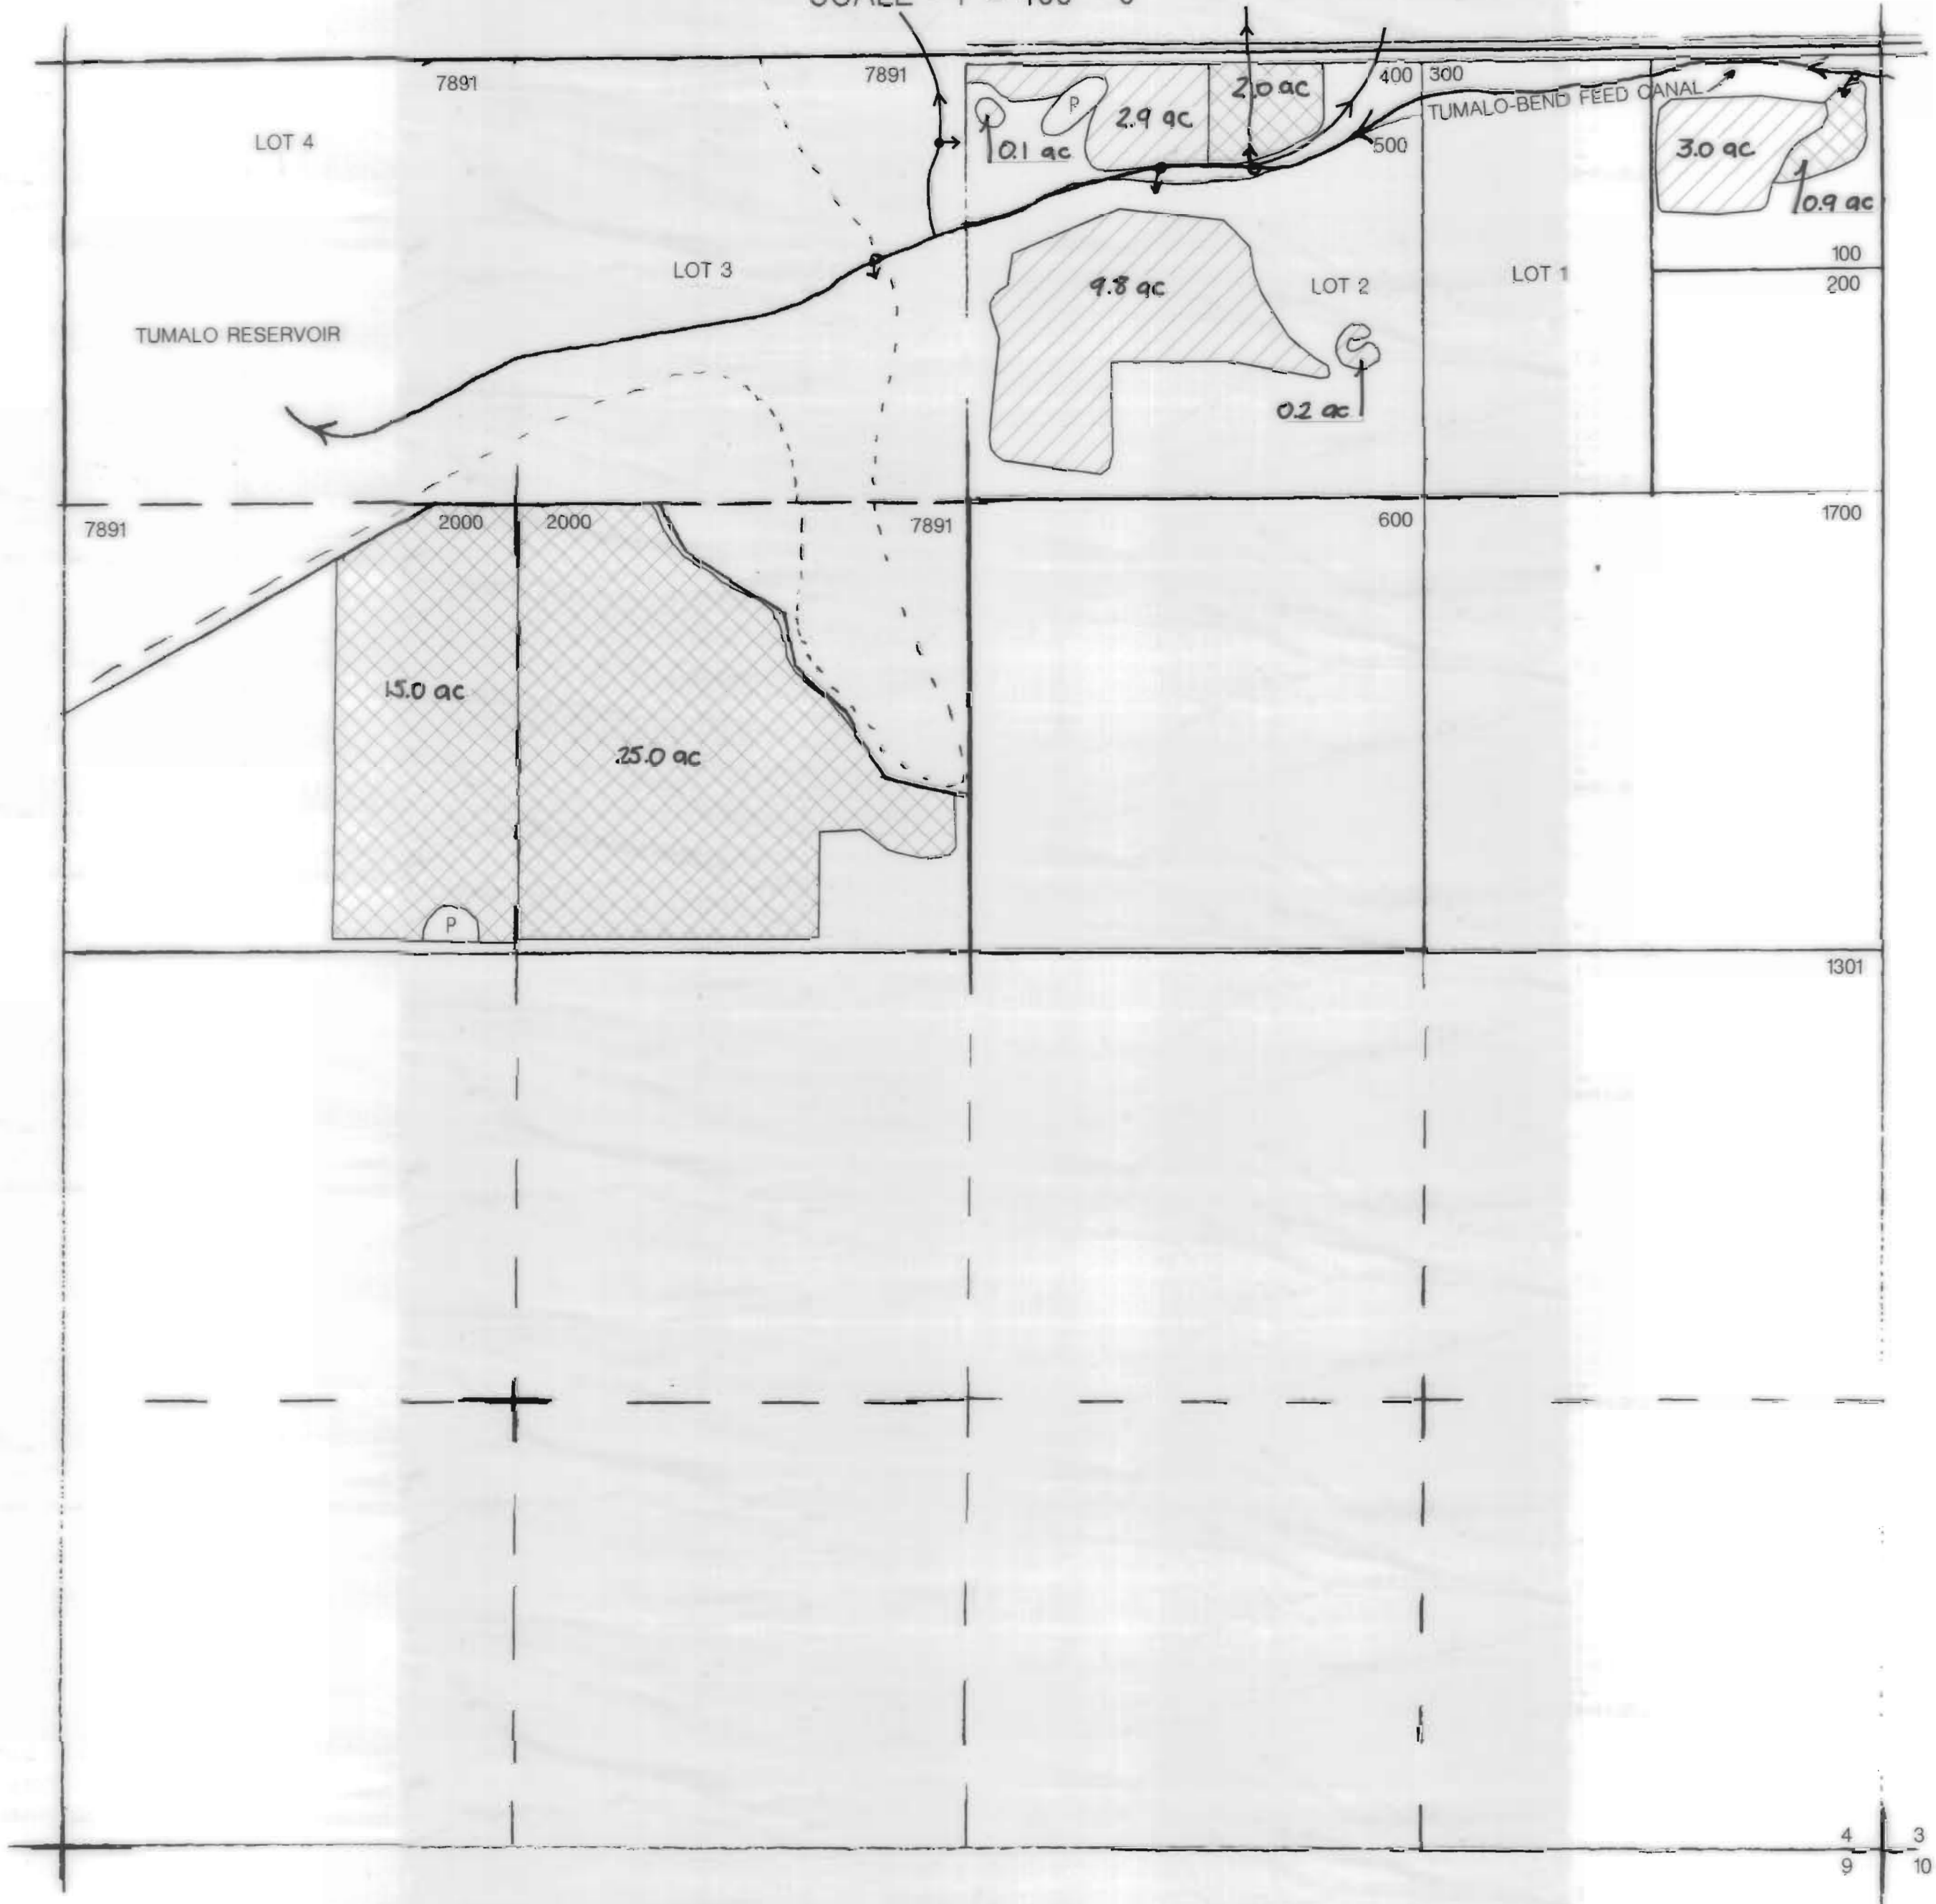 7891
7891
2.0 ac
400
300
TUMALO-BEND FEED CANAL
P
2.9 ac
LOT 4
0.1 ac
500
3.0 ac
0.9 ac
100
LOT 3
LOT 1
9.8 ac
LOT 2
200
TUMALO RESERVOIR
0.2 ac
7891
2000
2000
7891
600
1700
15.0 ac
25.0 ac
P
1301
4
3
9
10